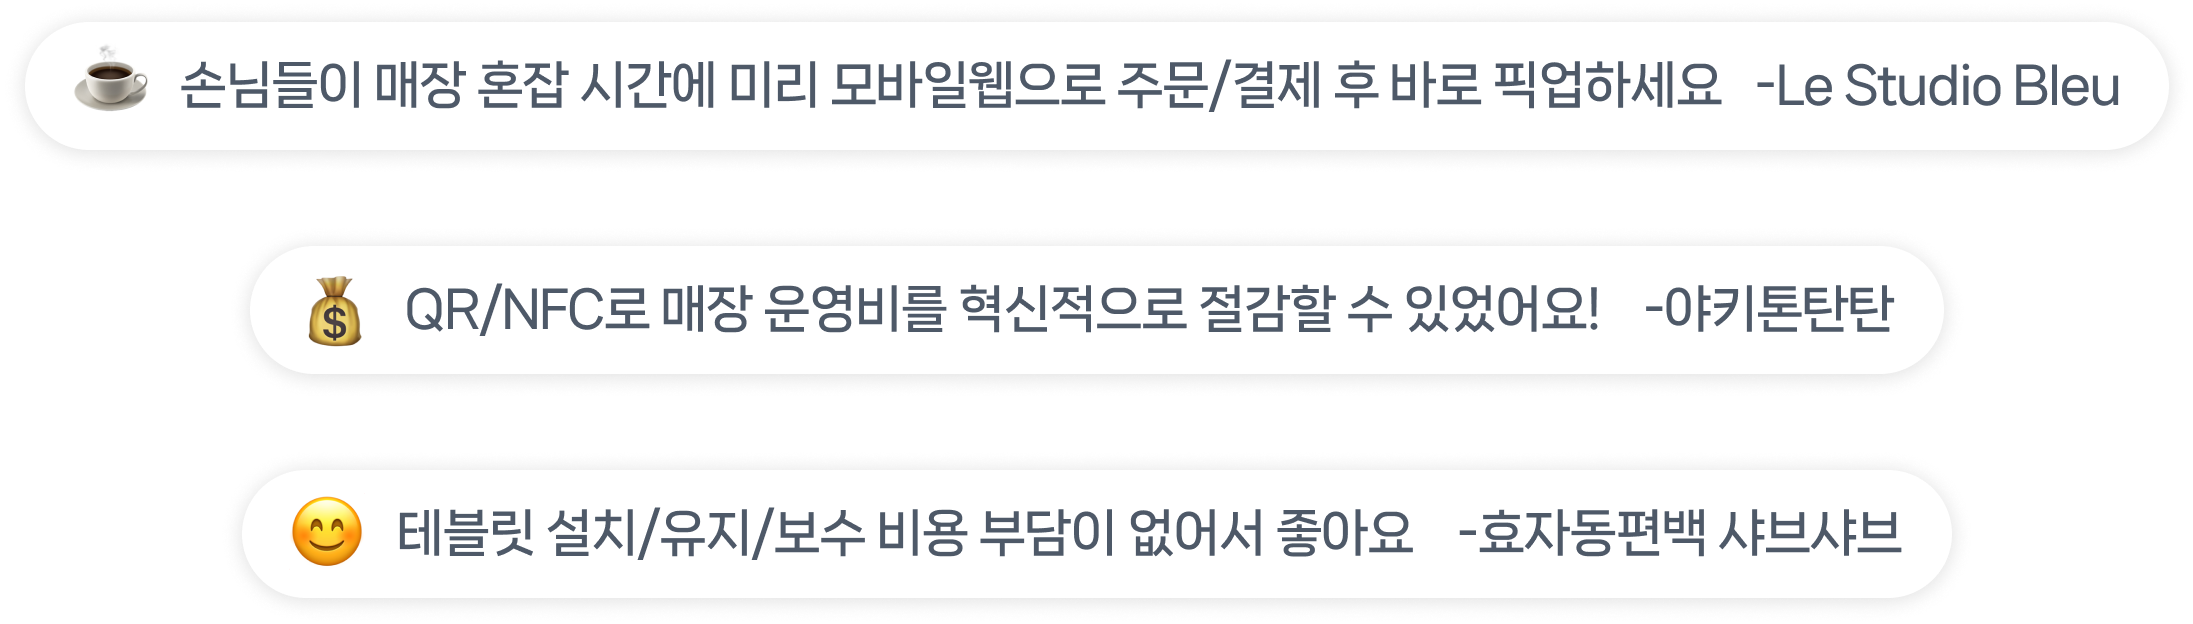 손님들이 매장 혼잡 시간에 미리 모바일웹으로 주문/결제 후 바로 픽업하세요 -Le Studio Bleu
QR/NFC로 매장 운영비를 혁신적으로 절감할 수 있었어요! -야키톤탄탄
테블릿 설치/유지/보수 비용 부담이 없어서 좋아요 -효자동편백 샤브샤브